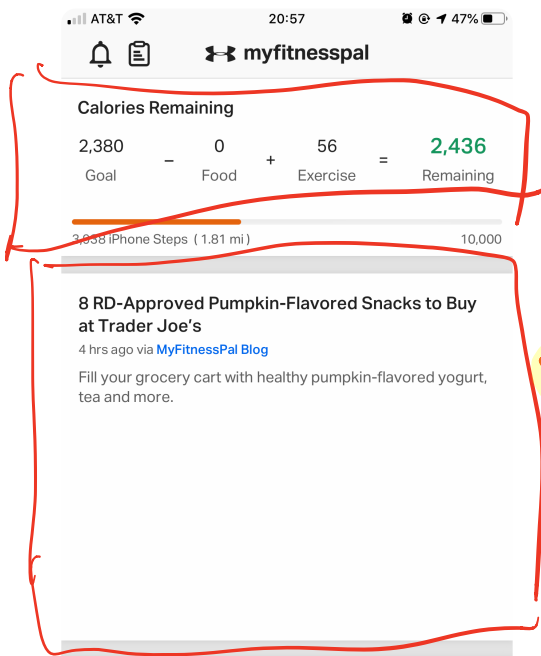 AT&T 20:57 47%
myfitnesspal
Calories Remaining
2,380 − 0 + 56 = 2,436
Goal Food Exercise Remaining
3,938 iPhone Steps ( 1.81 mi ) 10,000
8 RD-Approved Pumpkin-Flavored Snacks to Buy
at Trader Joe’s
4 hrs ago via MyFitnessPal Blog
Fill your grocery cart with healthy pumpkin-flavored yogurt,
tea and more.